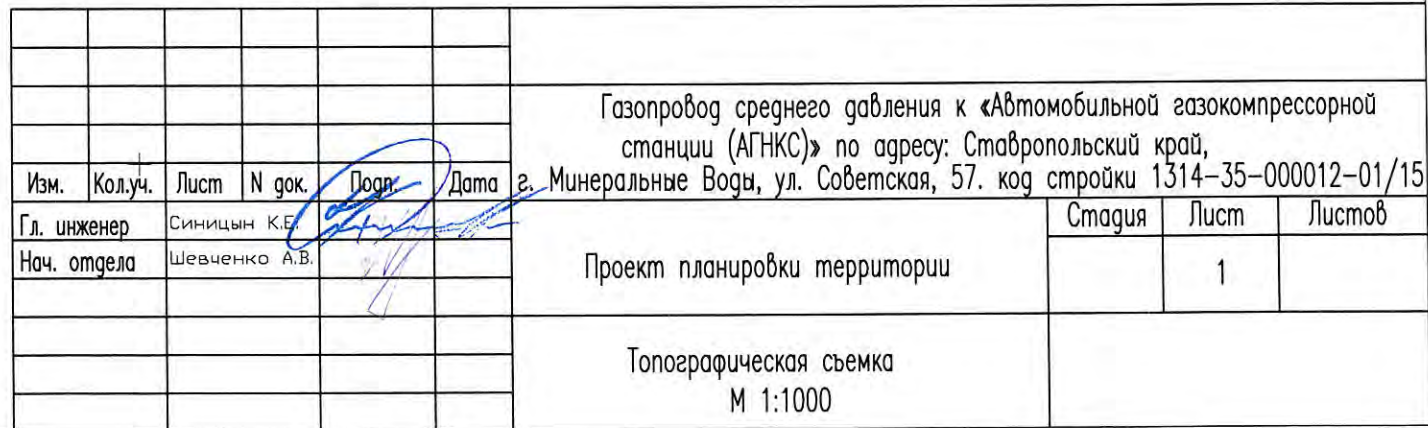 Газопровод среднего давления к «Автомобильной газокомпрессорной
станции (АГНКС)» по адресу: Ставропольский край,
г. Минеральные Воды, ул. Советская, 57. код стройки 1314-35-000012-01/15
Изм. Кол.уч. Лист N док. Подп. Дата
Гл. инженер Синицын К.Е.
Нач. отдела Шевченко А.В.
Проект планировки территории
Стадия Лист Листов
1
Топографическая сьемка
М 1:1000